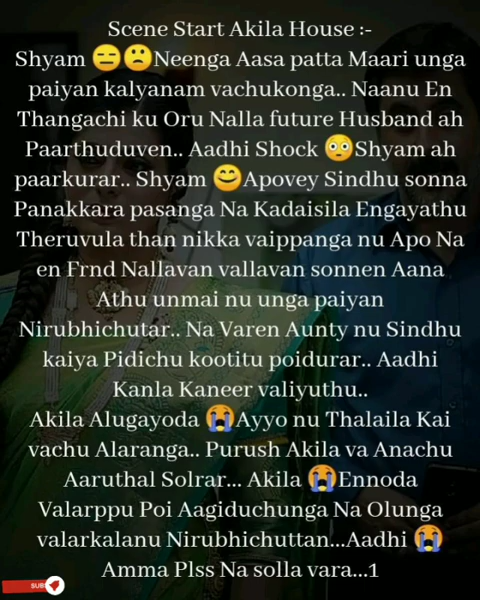 Scene Start Akila House :-
Shyam 😑🙁Neenga Aasa patta Maari unga
paiyan kalyanam vachukonga.. Naanu En
Thangachi ku Oru Nalla future Husband ah
Paarthuduven.. Aadhi Shock 😳Shyam ah
paarkurar.. Shyam 😊Apovey Sindhu sonna
Panakkara pasanga Na Kadaisila Engayathu
Theruvula than nikka vaippanga nu Apo Na
en Frnd Nallavan vallavan sonnen Aana
Athu unmai nu unga paiyan
Nirubhichutar.. Na Varen Aunty nu Sindhu
kaiya Pidichu kootitu poidurar.. Aadhi
Kanla Kaneer valiyuthu..
Akila Alugayoda 😭Ayyo nu Thalaila Kai
vachu Alaranga.. Purush Akila va Anachu
Aaruthal Solrar... Akila 😭Ennoda
Valarppu Poi Aagiduchunga Na Olunga
valarkalanu Nirubhichuttan...Aadhi 😭
Amma Plss Na solla vara...1